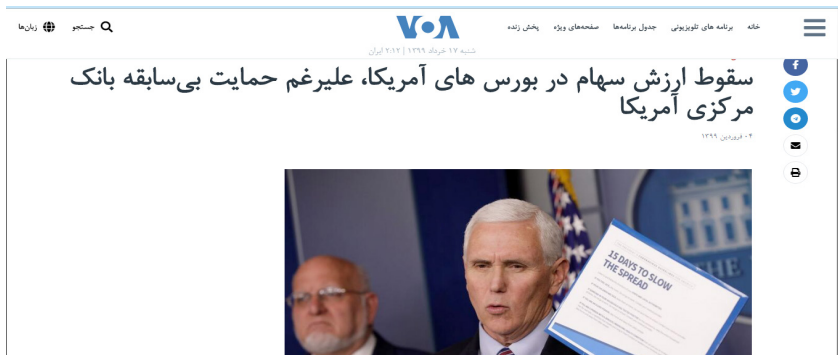 خانه برنامه های تلویزیونی جدول برنامه‌ها صفحه‌های ویژه پخش زنده
VOA
جستجو
زبان‌ها
شنبه ۱۷ خرداد ۱۳۹۹ | ۲:۱۲ ایران
سقوط ارزش سهام در بورس های آمریکا، علیرغم حمایت بی‌سابقه بانک
مرکزی آمریکا
۰۴ فروردین ۱۳۹۹
15 DAYS TO SLOW
THE SPREAD